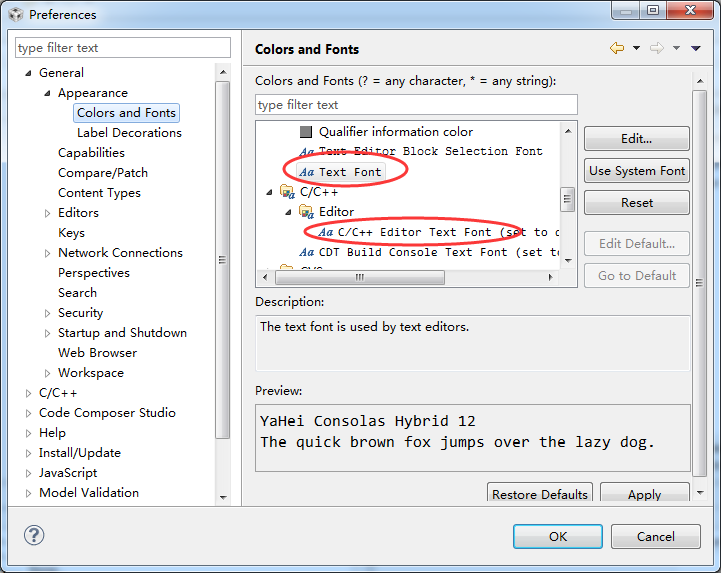 Preferences
type filter text
General
Appearance
Colors and Fonts
Label Decorations
Capabilities
Compare/Patch
Content Types
Editors
Keys
Network Connections
Perspectives
Search
Security
Startup and Shutdown
Web Browser
Workspace
C/C++
Code Composer Studio
Help
Install/Update
JavaScript
Model Validation
Colors and Fonts
Colors and Fonts (? = any character, * = any string):
type filter text
Qualifier information color
Aa Text Editor Block Selection Font
Aa Text Font
C/C++
Editor
Aa C/C++ Editor Text Font (set to d
Aa CDT Build Console Text Font (set to
Edit...
Use System Font
Reset
Edit Default...
Go to Default
Description:
The text font is used by text editors.
Preview:
YaHei Consolas Hybrid 12
The quick brown fox jumps over the lazy dog.
Restore Defaults
Apply
?
OK
Cancel